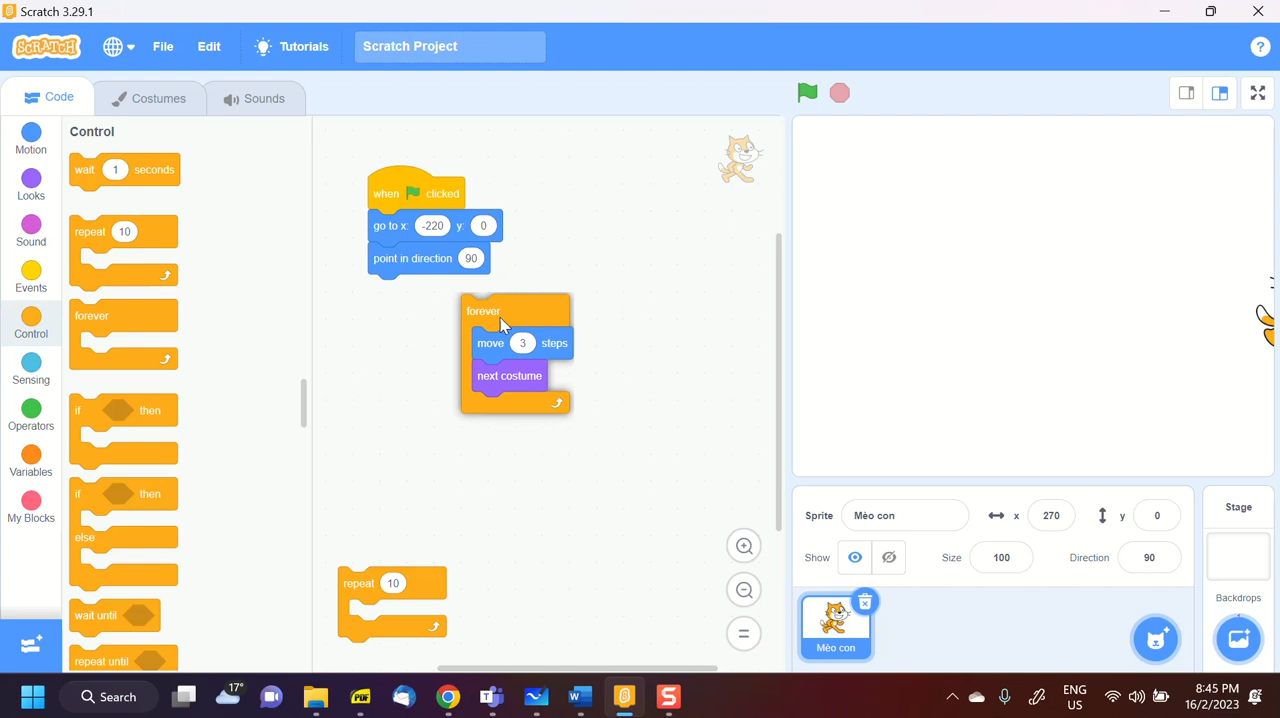 Scratch 3.29.1
SCRATCH
File
Edit
Tutorials
Scratch Project
?
Code
Costumes
Sounds
Motion
Looks
Sound
Events
Control
Sensing
Operators
Variables
My Blocks
Control
wait 1 seconds
repeat 10
forever
if then
if then
else
wait until
repeat until
when clicked
go to x: -220 y: 0
point in direction 90
forever
move 3 steps
next costume
repeat 10
Sprite Mèo con x 270 y 0
Show Size 100 Direction 90
Mèo con
Stage
Backdrops
Search
17°
PDF
ENG
US
8:45 PM
16/2/2023